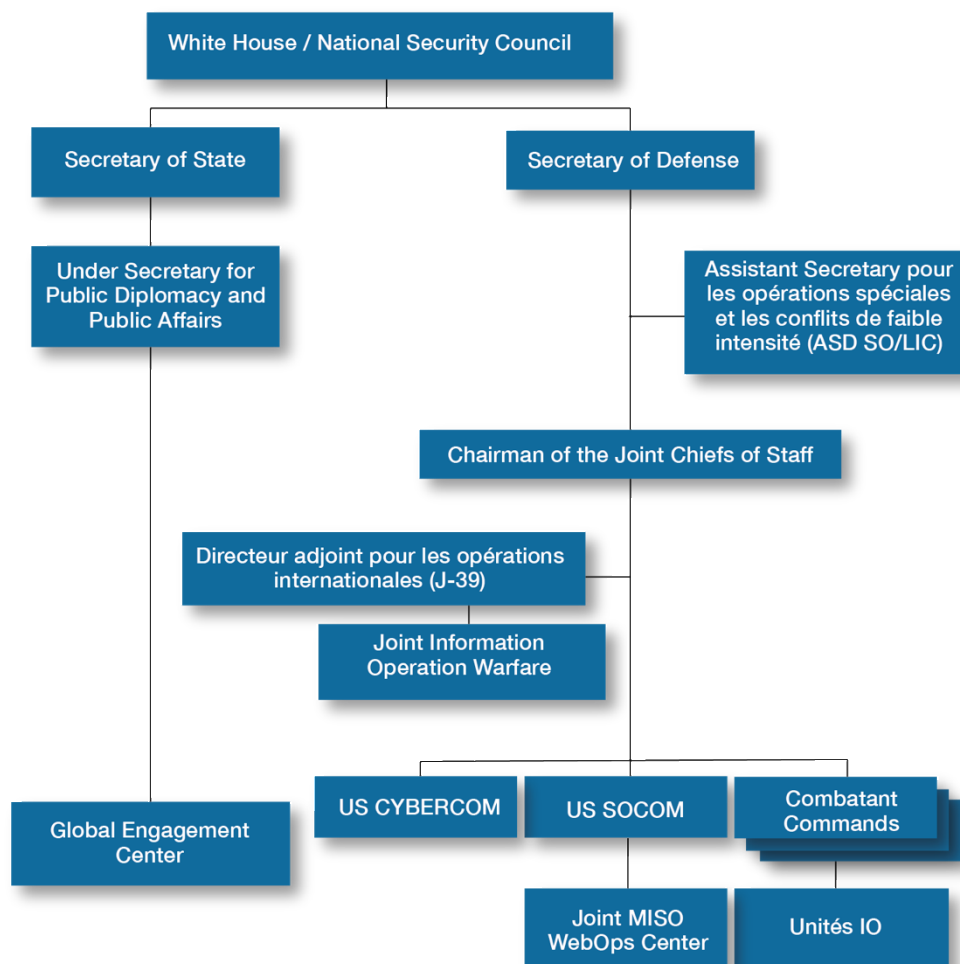 White House / National Security Council
Secretary of State
Secretary of Defense
Under Secretary for
Public Diplomacy and
Public Affairs
Assistant Secretary pour
les opérations spéciales
et les conflits de faible
intensité (ASD SO/LIC)
Chairman of the Joint Chiefs of Staff
Directeur adjoint pour les opérations
internationales (J-39)
Joint Information
Operation Warfare
US CYBERCOM
US SOCOM
Combatant
Commands
Global Engagement
Center
Joint MISO
WebOps Center
Unités IO